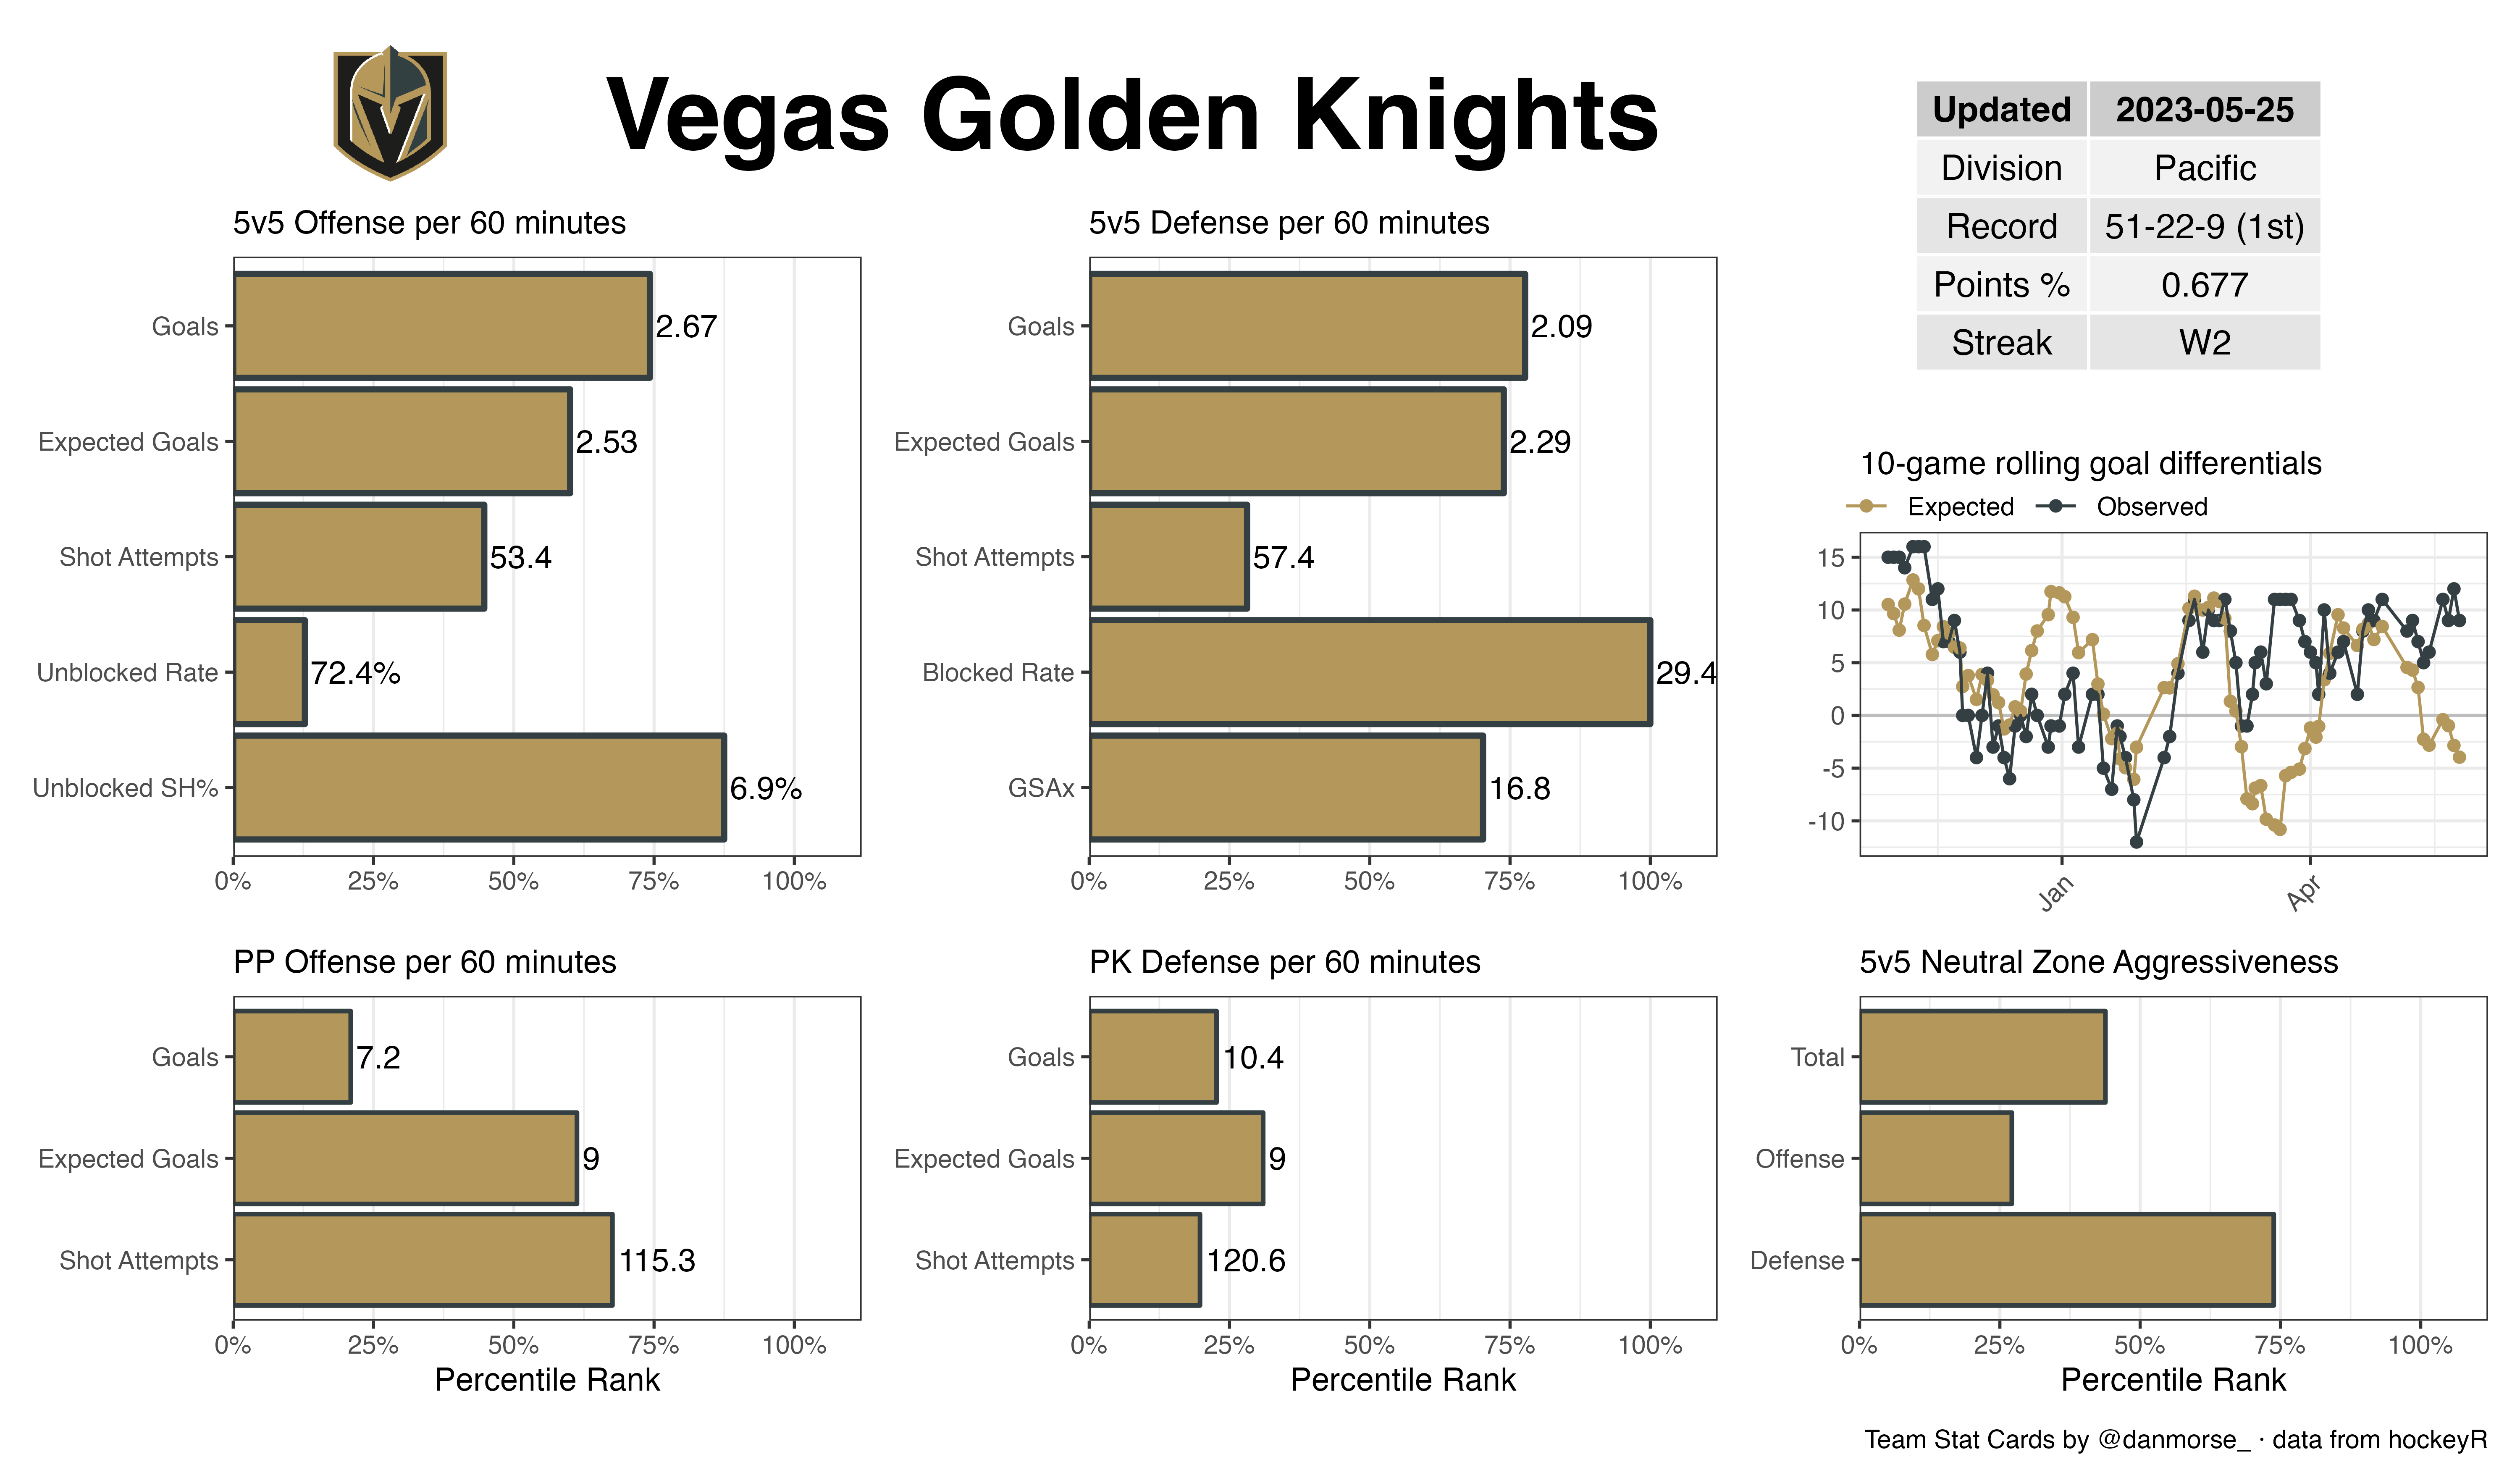 Vegas Golden Knights
Updated 2023-05-25
Division Pacific
Record 51-22-9 (1st)
Points % 0.677
Streak W2
5v5 Offense per 60 minutes
Goals 2.67
Expected Goals 2.53
Shot Attempts 53.4
Unblocked Rate 72.4%
Unblocked SH% 6.9%
0% 25% 50% 75% 100%
5v5 Defense per 60 minutes
Goals 2.09
Expected Goals 2.29
Shot Attempts 57.4
Blocked Rate 29.4
GSAx 16.8
0% 25% 50% 75% 100%
10-game rolling goal differentials
Expected Observed
15
10
5
0
-5
-10
Jan Apr
PP Offense per 60 minutes
Goals 7.2
Expected Goals 9
Shot Attempts 115.3
0% 25% 50% 75% 100%
Percentile Rank
PK Defense per 60 minutes
Goals 10.4
Expected Goals 9
Shot Attempts 120.6
0% 25% 50% 75% 100%
Percentile Rank
5v5 Neutral Zone Aggressiveness
Total
Offense
Defense
0% 25% 50% 75% 100%
Percentile Rank
Team Stat Cards by @danmorse_ · data from hockeyR